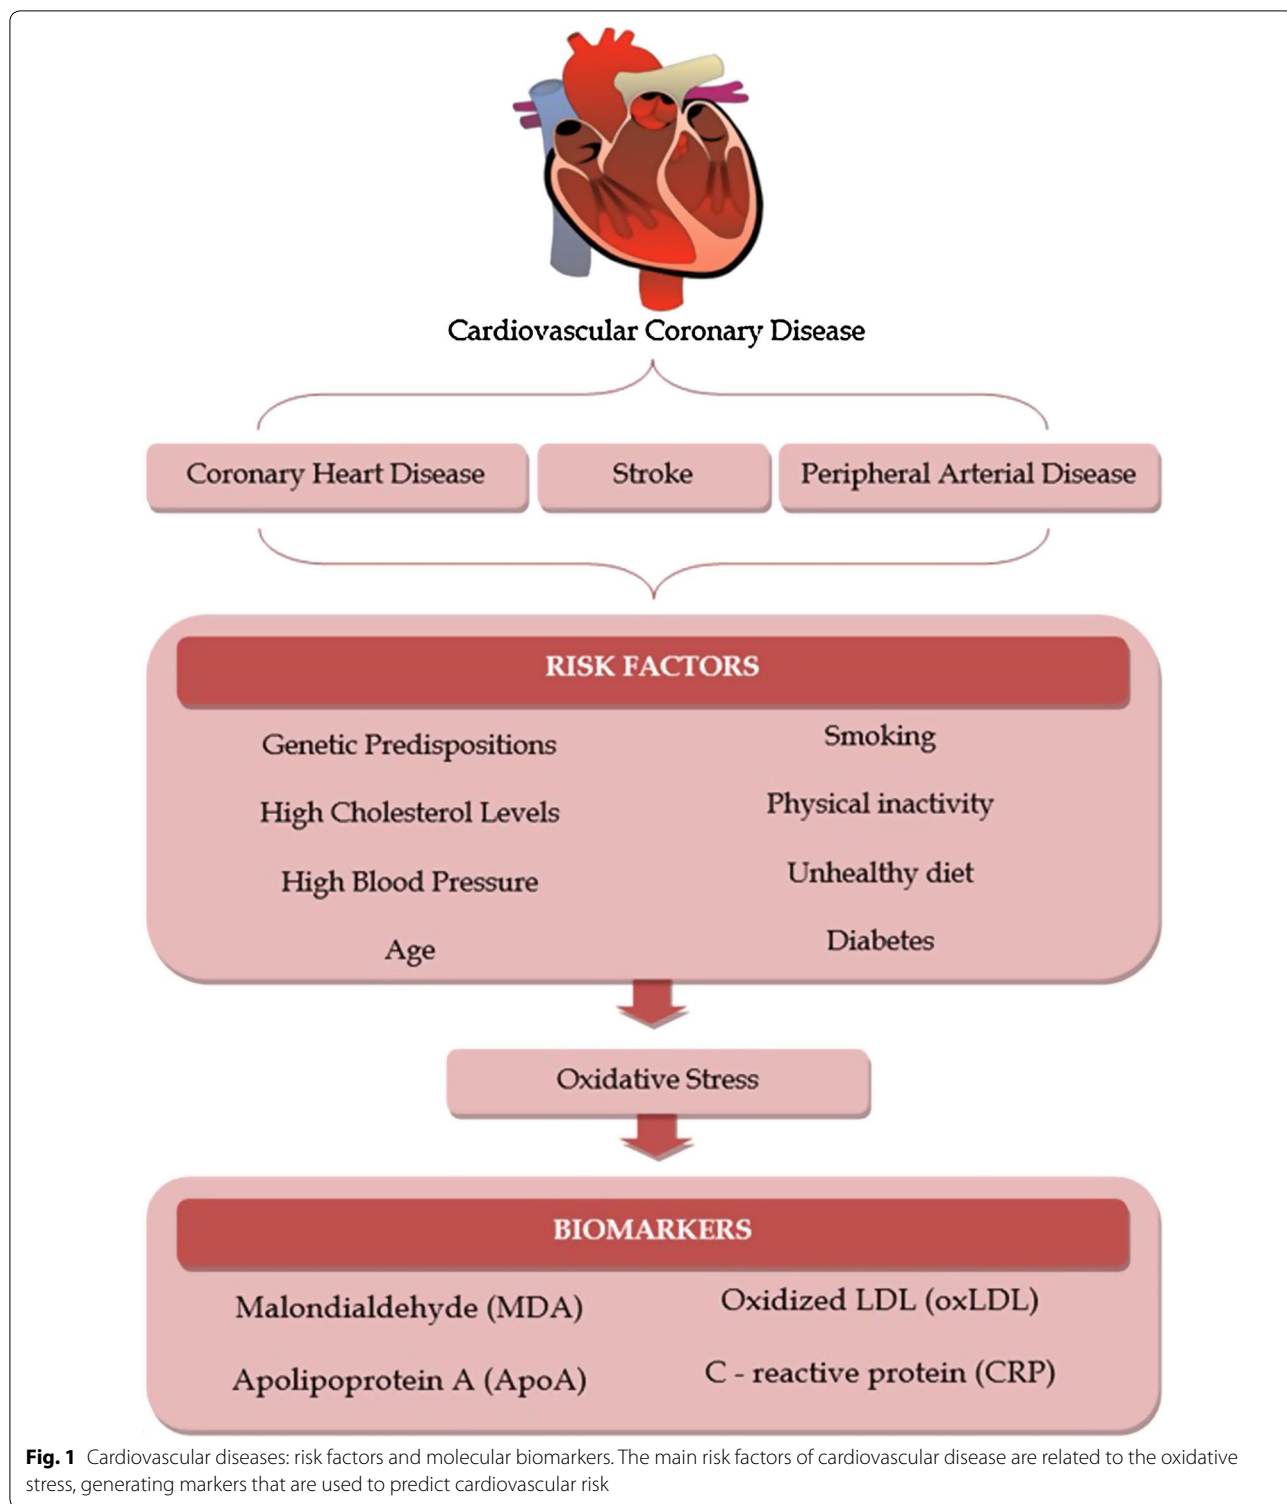 Cardiovascular Coronary Disease
Coronary Heart Disease
Stroke
Peripheral Arterial Disease
RISK FACTORS
Genetic Predispositions
High Cholesterol Levels
High Blood Pressure
Age
Smoking
Physical inactivity
Unhealthy diet
Diabetes
Oxidative Stress
BIOMARKERS
Malondialdehyde (MDA)
Apolipoprotein A (ApoA)
Oxidized LDL (oxLDL)
C - reactive protein (CRP)
Fig. 1 Cardiovascular diseases: risk factors and molecular biomarkers. The main risk factors of cardiovascular disease are related to the oxidative
stress, generating markers that are used to predict cardiovascular risk